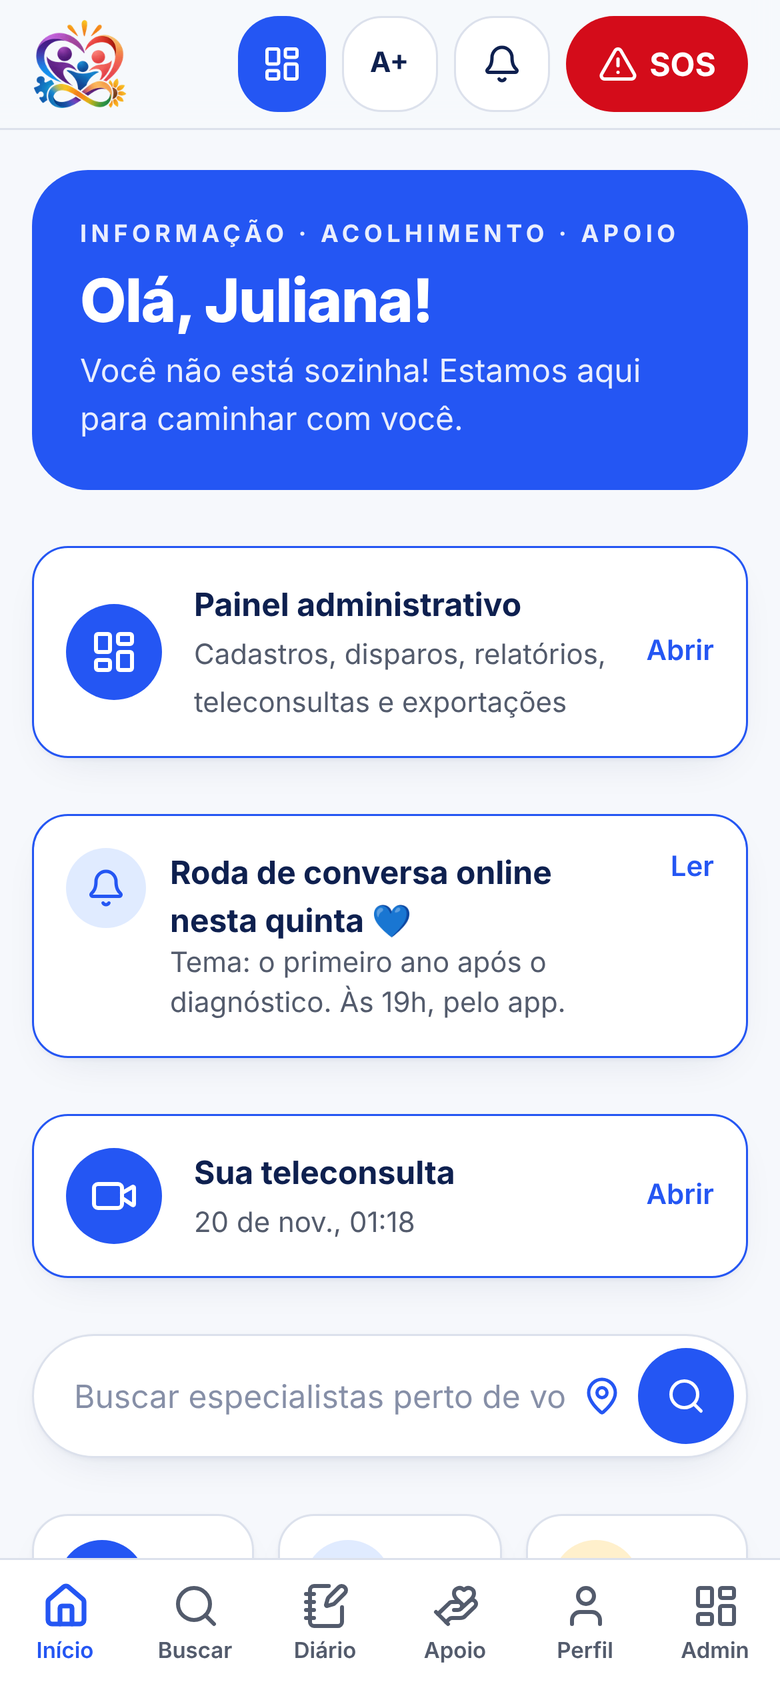 A+
SOS
INFORMAÇÃO · ACOLHIMENTO · APOIO
Olá, Juliana!
Você não está sozinha! Estamos aqui
para caminhar com você.
Painel administrativo
Cadastros, disparos, relatórios,
teleconsultas e exportações
Abrir
Roda de conversa online
nesta quinta 💙
Tema: o primeiro ano após o
diagnóstico. Às 19h, pelo app.
Ler
Sua teleconsulta
20 de nov., 01:18
Abrir
Buscar especialistas perto de vo
Início
Buscar
Diário
Apoio
Perfil
Admin